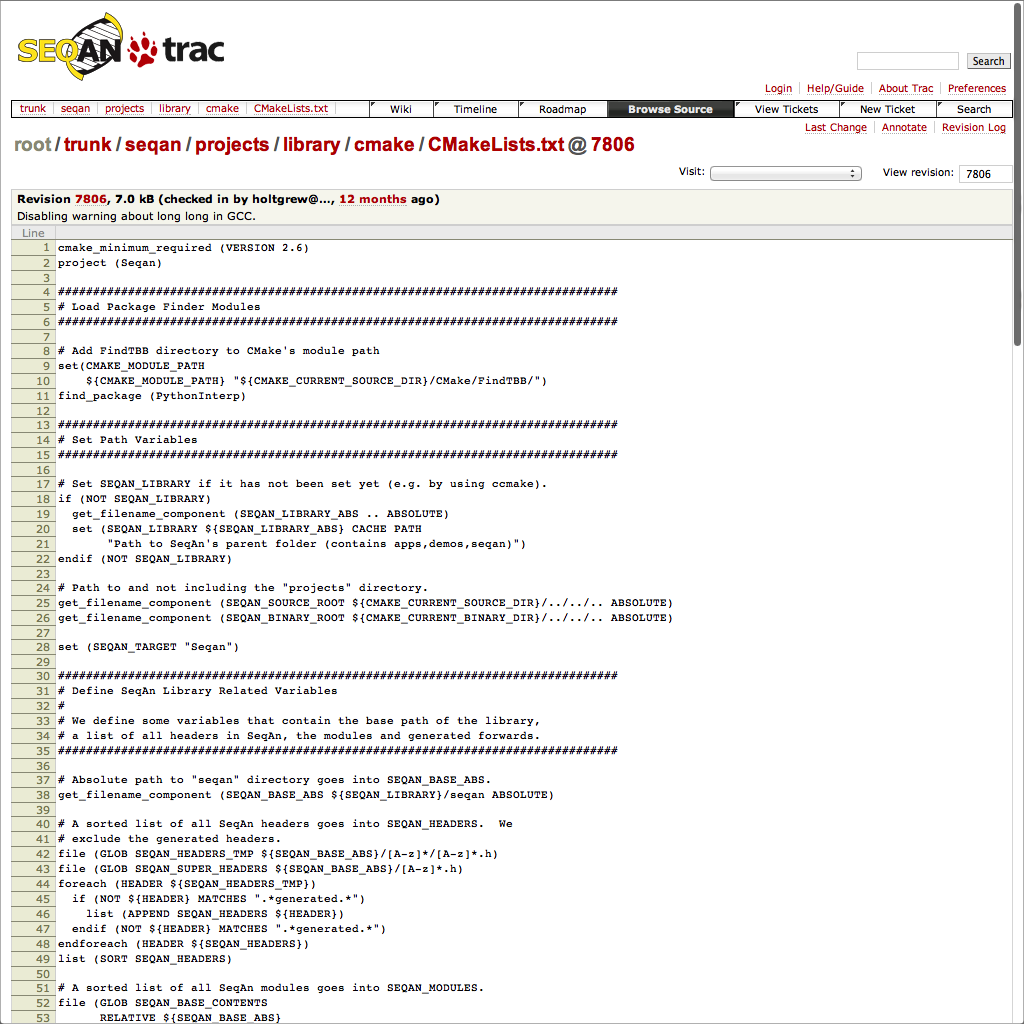 SEQAN trac
Search
Login Help/Guide About Trac Preferences
trunk seqan projects library cmake CMakeLists.txt Wiki Timeline Roadmap Browse Source View Tickets New Ticket Search
Last Change Annotate Revision Log
root / trunk / seqan / projects / library / cmake / CMakeLists.txt @ 7806
Visit: View revision: 7806
Revision 7806, 7.0 kB (checked in by holtgrew@..., 12 months ago)
Disabling warning about long long in GCC.
Line
1 cmake_minimum_required (VERSION 2.6)
2 project (Seqan)
3
4 ################################################################################
5 # Load Package Finder Modules
6 ################################################################################
7
8 # Add FindTBB directory to CMake's module path
9 set(CMAKE_MODULE_PATH
10     ${CMAKE_MODULE_PATH} "${CMAKE_CURRENT_SOURCE_DIR}/CMake/FindTBB/")
11 find_package (PythonInterp)
12
13 ################################################################################
14 # Set Path Variables
15 ################################################################################
16
17 # Set SEQAN_LIBRARY if it has not been set yet (e.g. by using ccmake).
18 if (NOT SEQAN_LIBRARY)
19   get_filename_component (SEQAN_LIBRARY_ABS .. ABSOLUTE)
20   set (SEQAN_LIBRARY ${SEQAN_LIBRARY_ABS} CACHE PATH
21        "Path to SeqAn's parent folder (contains apps,demos,seqan)")
22 endif (NOT SEQAN_LIBRARY)
23
24 # Path to and not including the "projects" directory.
25 get_filename_component (SEQAN_SOURCE_ROOT ${CMAKE_CURRENT_SOURCE_DIR}/../../.. ABSOLUTE)
26 get_filename_component (SEQAN_BINARY_ROOT ${CMAKE_CURRENT_BINARY_DIR}/../../.. ABSOLUTE)
27
28 set (SEQAN_TARGET "Seqan")
29
30 ################################################################################
31 # Define SeqAn Library Related Variables
32 #
33 # We define some variables that contain the base path of the library,
34 # a list of all headers in SeqAn, the modules and generated forwards.
35 ################################################################################
36
37 # Absolute path to "seqan" directory goes into SEQAN_BASE_ABS.
38 get_filename_component (SEQAN_BASE_ABS ${SEQAN_LIBRARY}/seqan ABSOLUTE)
39
40 # A sorted list of all SeqAn headers goes into SEQAN_HEADERS.  We
41 # exclude the generated headers.
42 file (GLOB SEQAN_HEADERS_TMP ${SEQAN_BASE_ABS}/[A-z]*/[A-z]*.h)
43 file (GLOB SEQAN_SUPER_HEADERS ${SEQAN_BASE_ABS}/[A-z]*.h)
44 foreach (HEADER ${SEQAN_HEADERS_TMP})
45   if (NOT ${HEADER} MATCHES ".*generated.*")
46     list (APPEND SEQAN_HEADERS ${HEADER})
47   endif (NOT ${HEADER} MATCHES ".*generated.*")
48 endforeach (HEADER ${SEQAN_HEADERS})
49 list (SORT SEQAN_HEADERS)
50
51 # A sorted list of all SeqAn modules goes into SEQAN_MODULES.
52 file (GLOB SEQAN_BASE_CONTENTS
53       RELATIVE ${SEQAN_BASE_ABS}